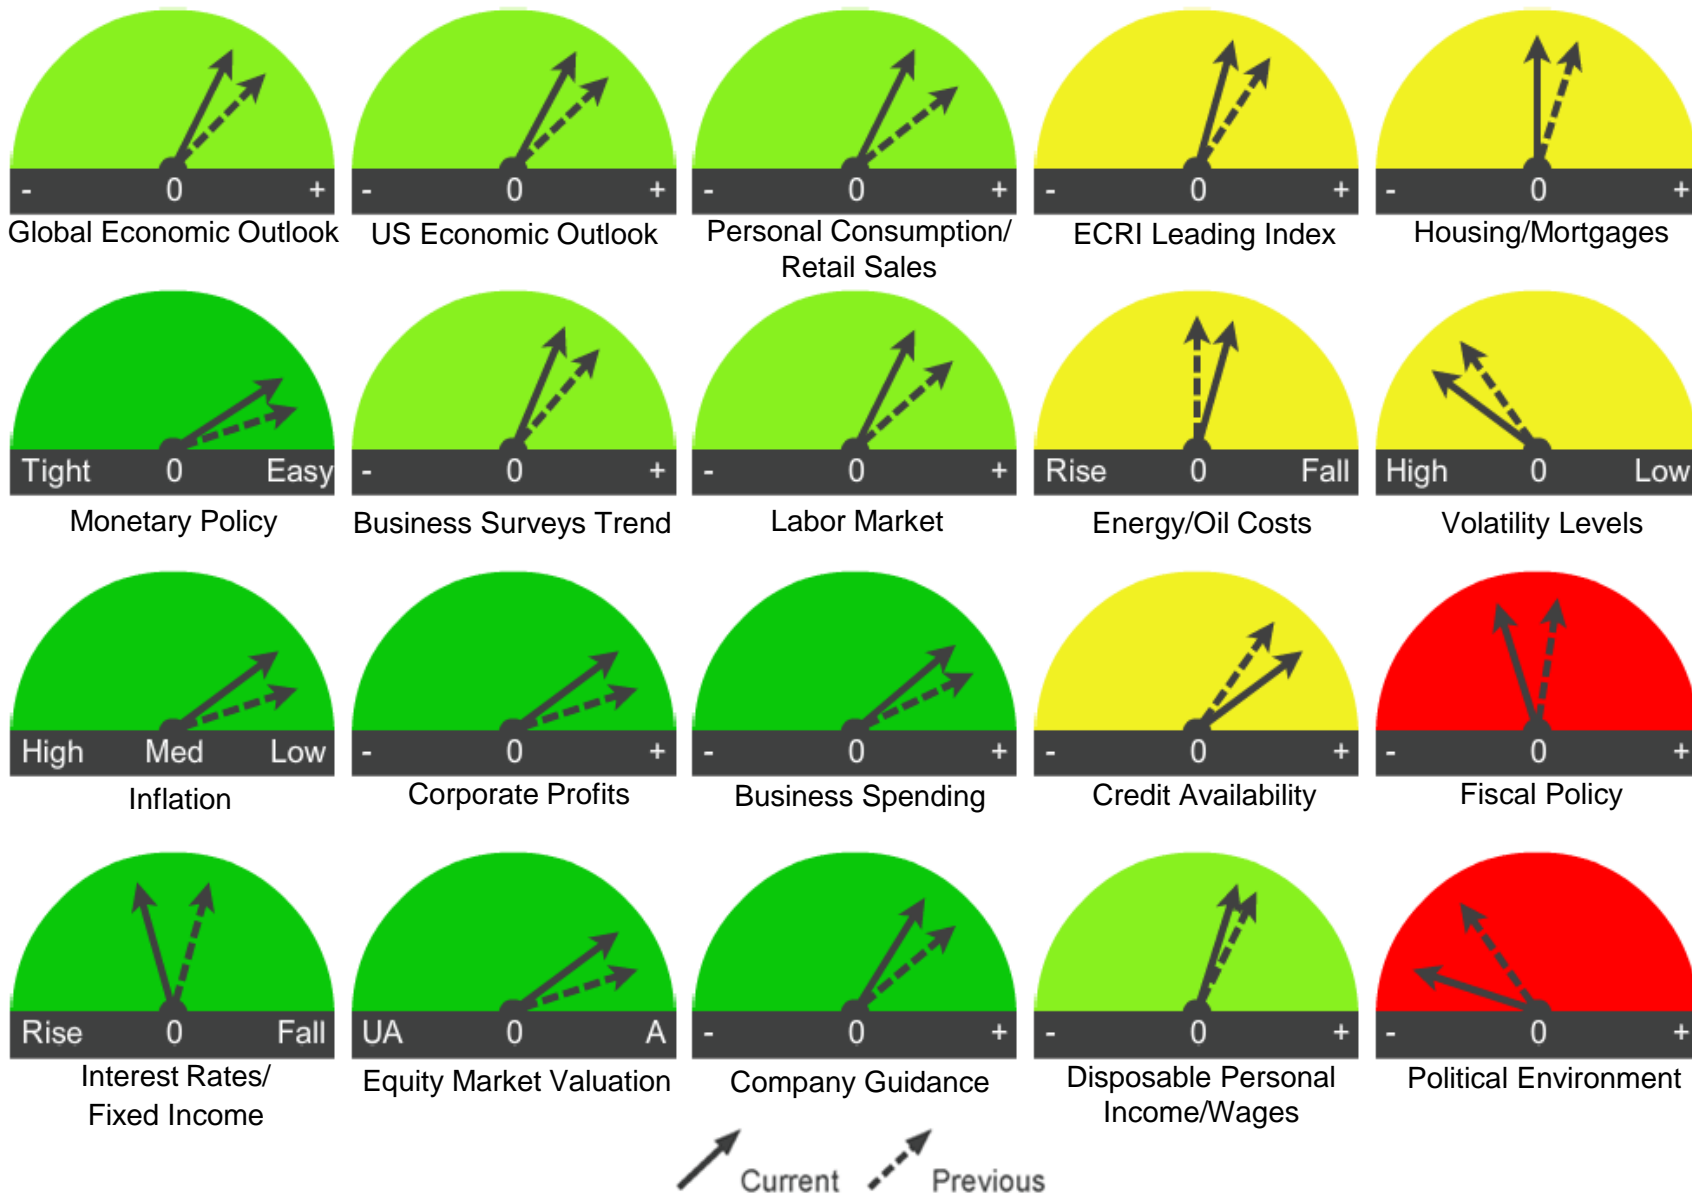 - 0 +
- 0 +
- 0 +
- 0 +
- 0 +
Global Economic Outlook
US Economic Outlook
Personal Consumption/
Retail Sales
ECRI Leading Index
Housing/Mortgages
Tight 0 Easy
- 0 +
- 0 +
Rise 0 Fall
High 0 Low
Monetary Policy
Business Surveys Trend
Labor Market
Energy/Oil Costs
Volatility Levels
High Med Low
- 0 +
- 0 +
- 0 +
- 0 +
Inflation
Corporate Profits
Business Spending
Credit Availability
Fiscal Policy
Rise 0 Fall
UA 0 A
- 0 +
- 0 +
- 0 +
Interest Rates/
Fixed Income
Equity Market Valuation
Company Guidance
Disposable Personal
Income/Wages
Political Environment
Current Previous